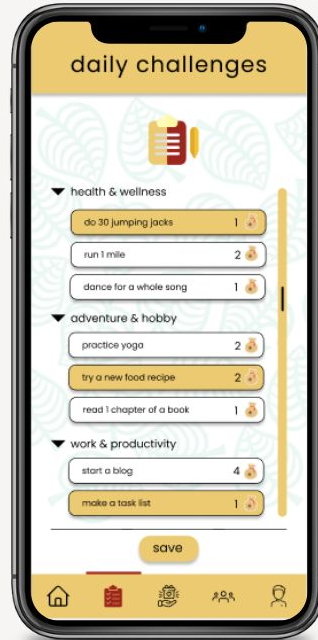 daily challenges
health & wellness
do 30 jumping jacks 1
run 1 mile 2
dance for a whole song 1
adventure & hobby
practice yoga 2
try a new food recipe 2
read 1 chapter of a book 1
work & productivity
start a blog 4
make a task list 1
save